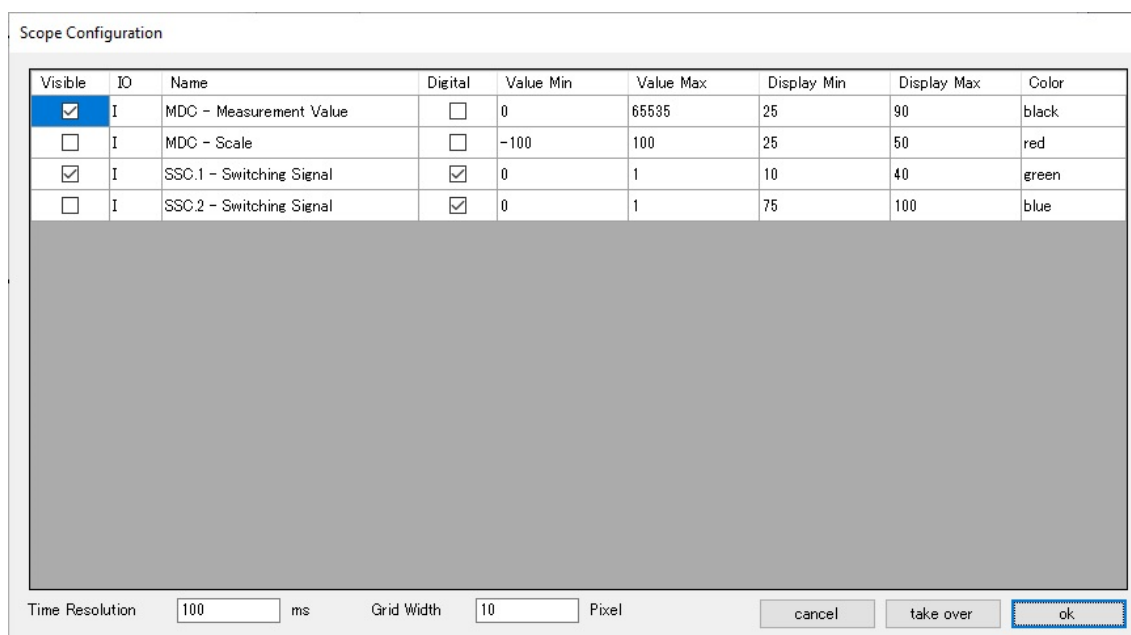 Scope Configuration
Visible IO Name Digital Value Min Value Max Display Min Display Max Color
I MDC - Measurement Value 0 65535 25 90 black
I MDC - Scale -100 100 25 50 red
I SSC.1 - Switching Signal 0 1 10 40 green
I SSC.2 - Switching Signal 0 1 75 100 blue
Time Resolution 100 ms Grid Width 10 Pixel cancel take over ok